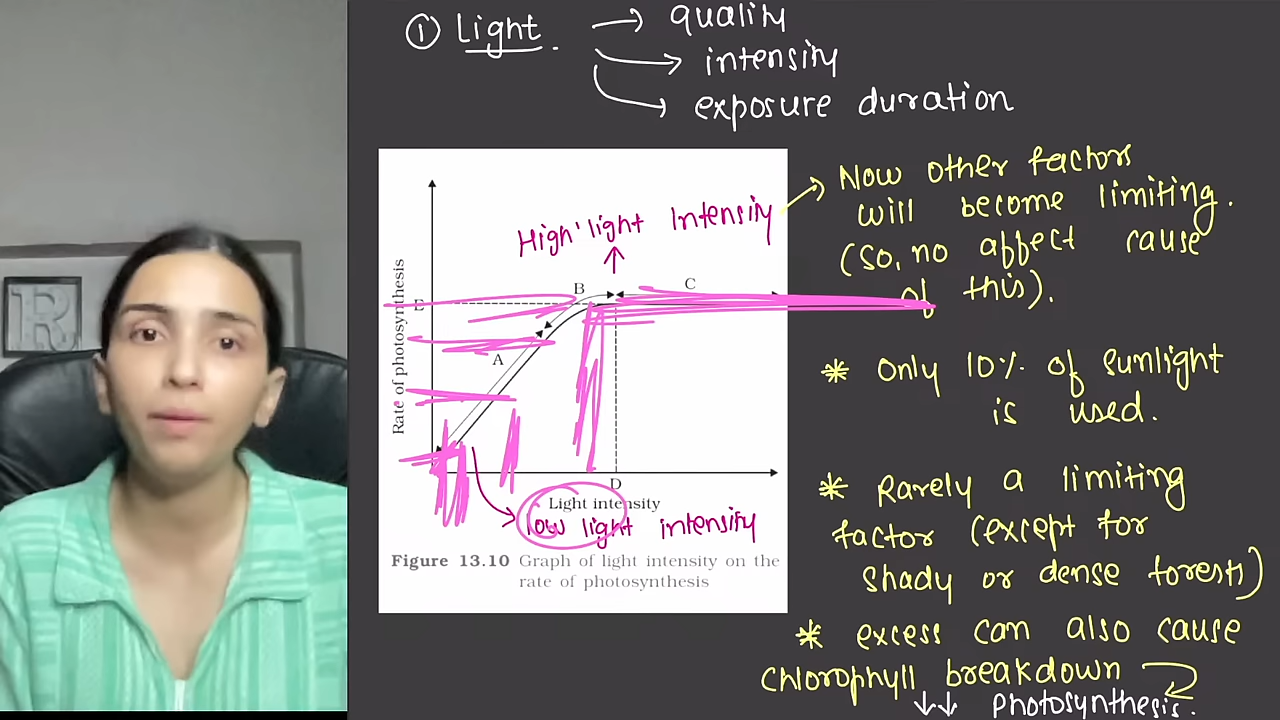 ① Light. → quality
→ intensity
→ exposure duration
Now other factors
will become limiting.
(So, no affect cause
of this).
High light Intensity
Rate of photosynthesis
E
B
C
A
D
Light intensity
low light intensity
Figure 13.10 Graph of light intensity on the
rate of photosynthesis
* Only 10% of sunlight
is used.
* Rarely a limiting
factor (except for
shady or dense forests)
* excess can also cause
chlorophyll breakdown
↓↓ photosynthesis.
R